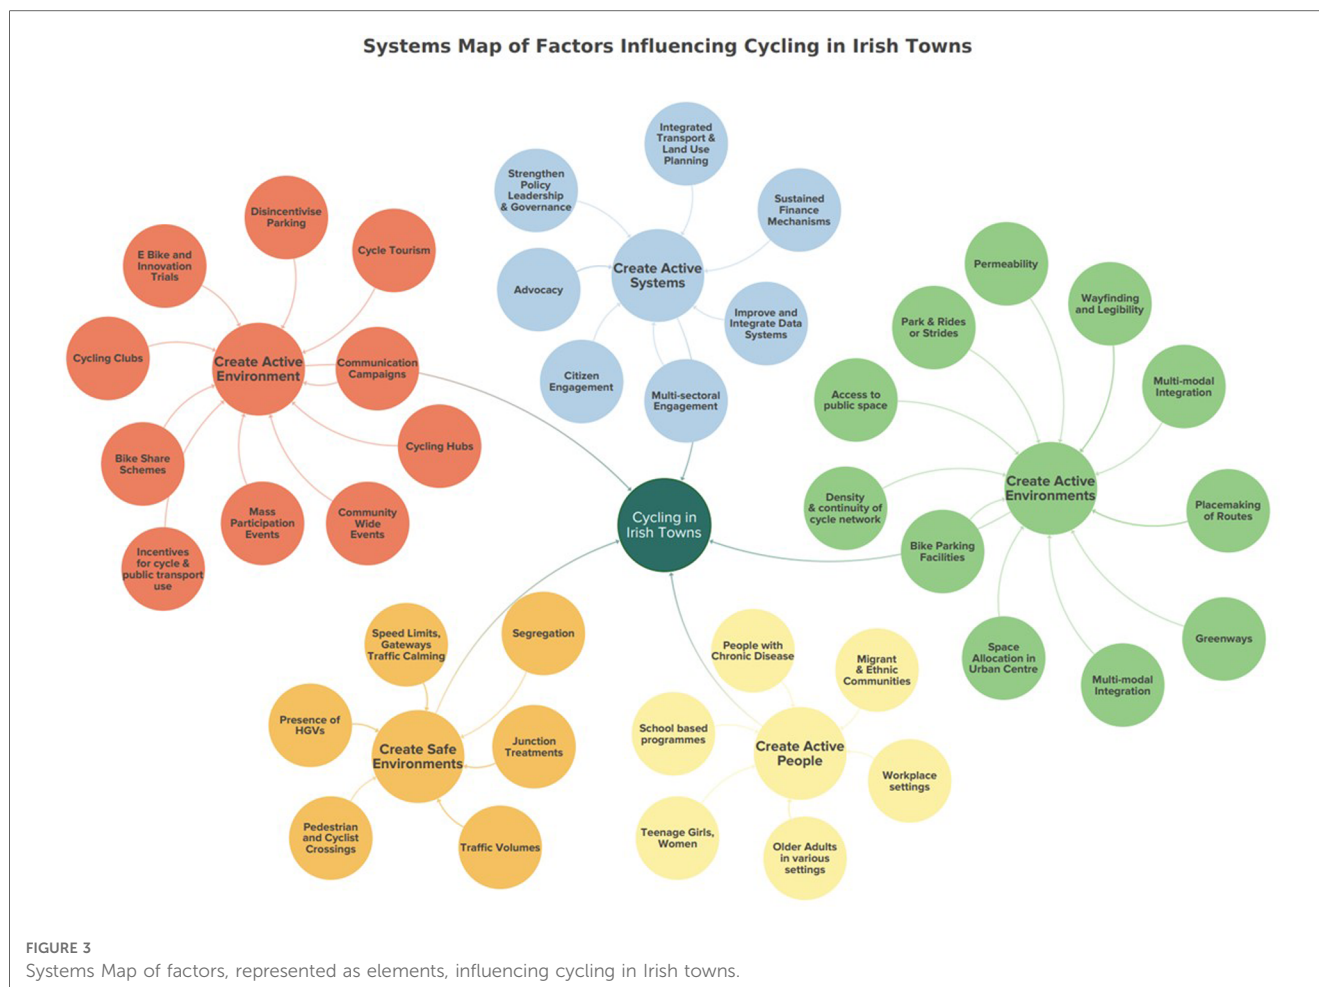 Systems Map of Factors Influencing Cycling in Irish Towns
Integrated
Transport &
Land Use
Planning
Strengthen
Policy
Leadership
& Governance
Sustained
Finance
Mechanisms
Create Active
Systems
Advocacy
Improve and
Integrate Data
Systems
Citizen
Engagement
Multi-sectoral
Engagement
Disincentivise
Parking
Cycle Tourism
E Bike and
Innovation
Trials
Cycling Clubs
Create Active
Environment
Communication
Campaigns
Cycling Hubs
Bike Share
Schemes
Mass
Participation
Events
Community
Wide
Events
Incentives
for cycle &
public transport
use
Permeability
Wayfinding
and Legibility
Park & Rides
or Strides
Multi-modal
Integration
Access to
public space
Create Active
Environments
Density
& continuity of
cycle network
Placemaking
of Routes
Bike Parking
Facilities
Greenways
Space
Allocation in
Urban Centre
Multi-modal
Integration
Cycling in
Irish Towns
Speed Limits,
Gateways
Traffic Calming
Segregation
Presence of
HGVs
Create Safe
Environments
Junction
Treatments
Pedestrian
and Cyclist
Crossings
Traffic Volumes
People with
Chronic Disease
Migrant
& Ethnic
Communities
School based
programmes
Create Active
People
Workplace
settings
Teenage Girls,
Women
Older Adults
in various
settings
FIGURE 3
Systems Map of factors, represented as elements, influencing cycling in Irish towns.